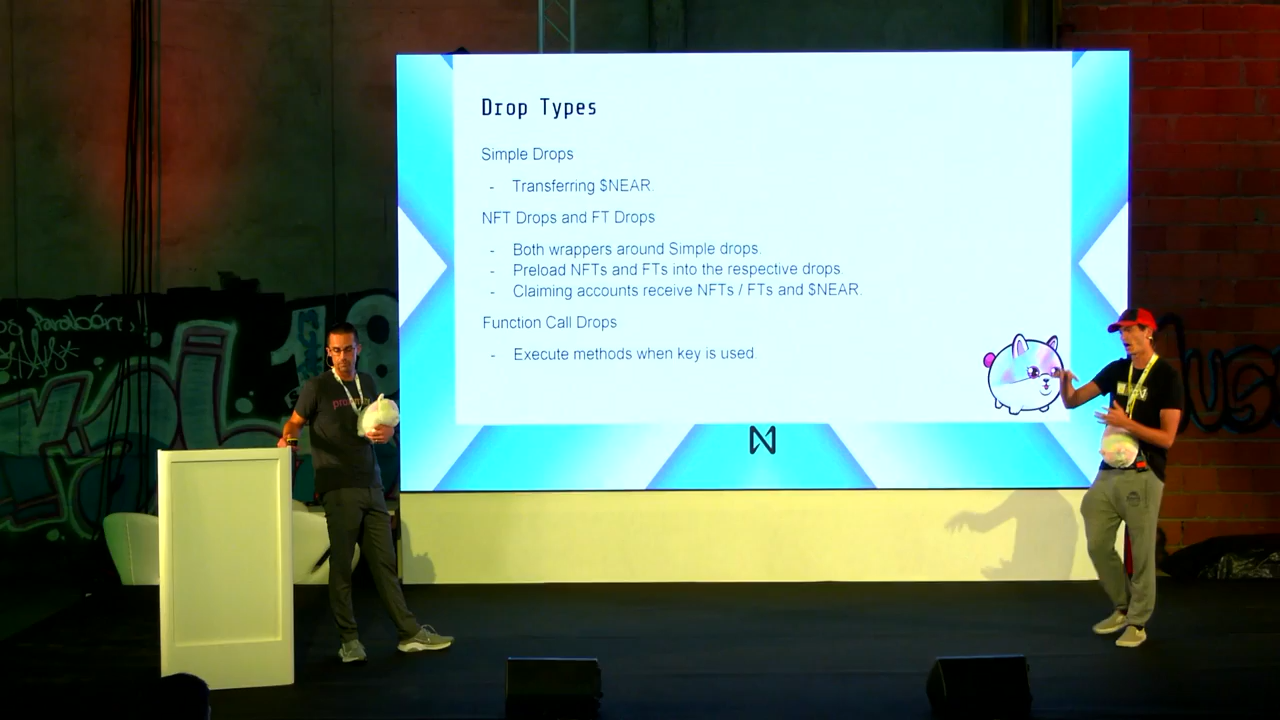 Drop Types
Simple Drops
- Transferring $NEAR.
NFT Drops and FT Drops
- Both wrappers around Simple drops.
- Preload NFTs and FTs into the respective drops.
- Claiming accounts receive NFTs / FTs and $NEAR.
Function Call Drops
- Execute methods when key is used.